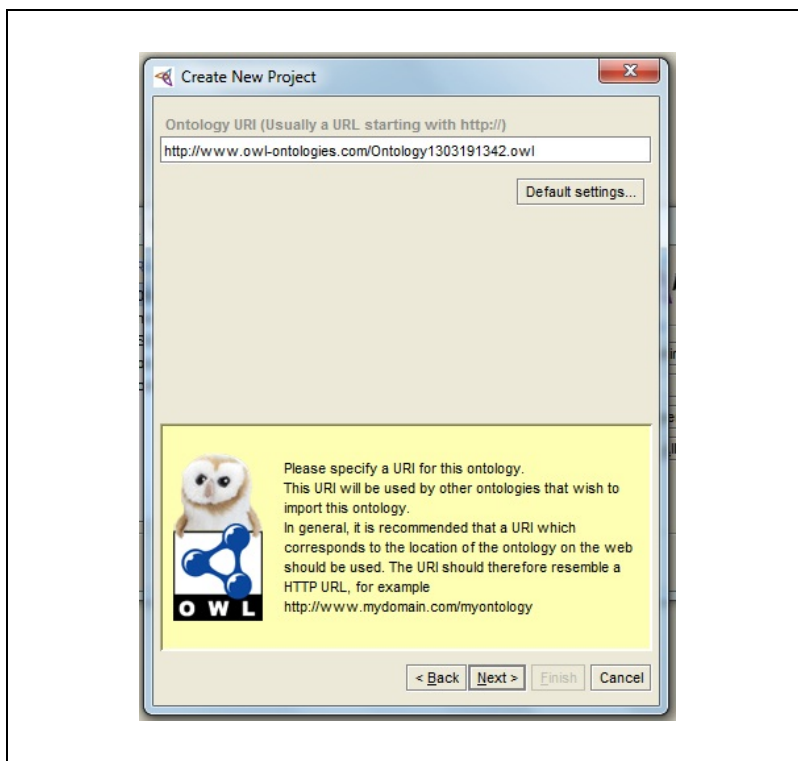 Create New Project
Ontology URI (Usually a URL starting with http://)
http://www.owl-ontologies.com/Ontology1303191342.owl
Default settings...
Please specify a URI for this ontology.
This URI will be used by other ontologies that wish to
import this ontology.
In general, it is recommended that a URI which
corresponds to the location of the ontology on the web
should be used. The URI should therefore resemble a
HTTP URL, for example
http://www.mydomain.com/myontology
OWL
< Back Next > Finish Cancel